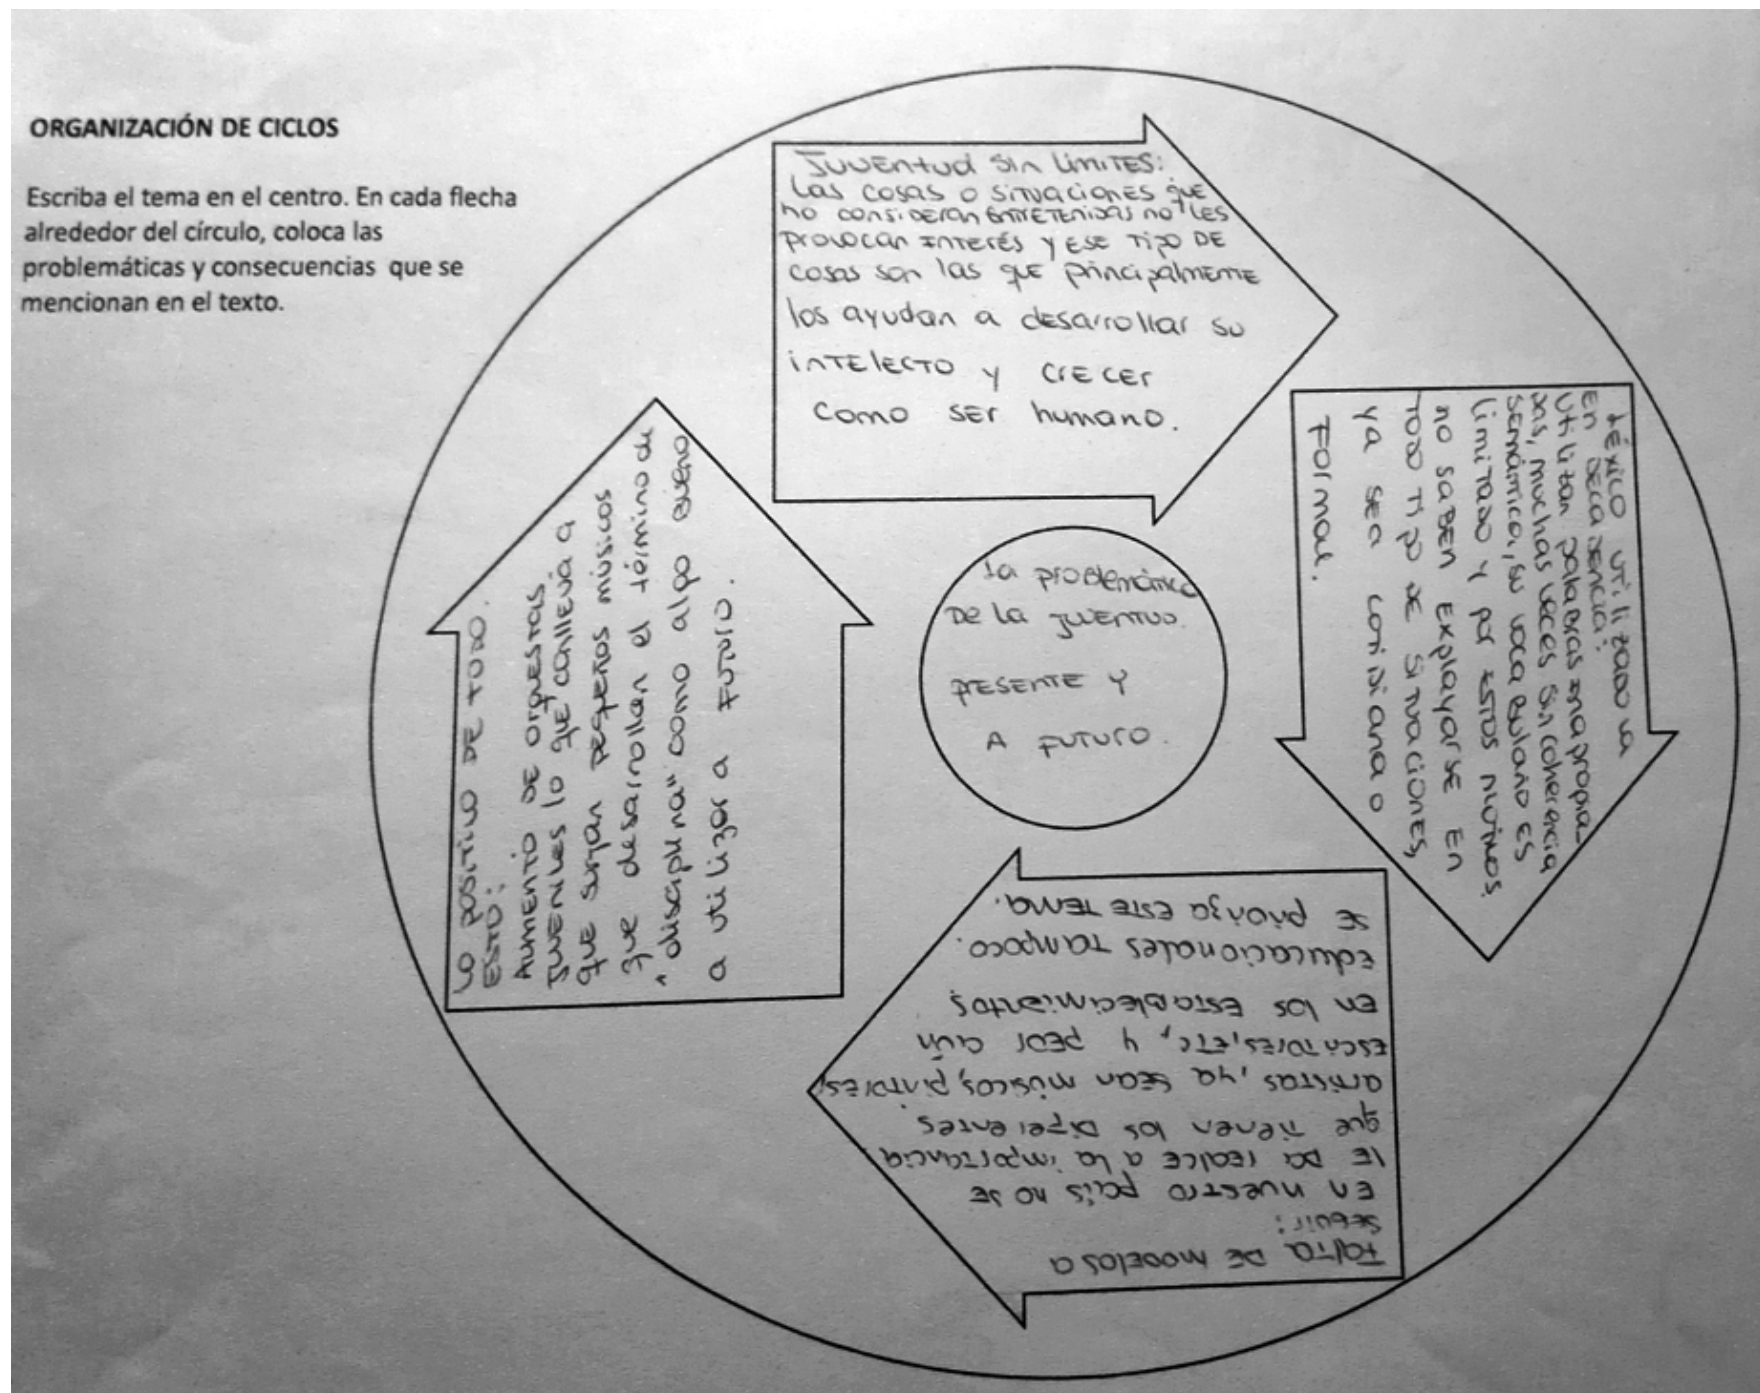 ORGANIZACIÓN DE CICLOS
Escriba el tema en el centro. En cada flecha
alrededor del círculo, coloca las
problemáticas y consecuencias que se
mencionan en el texto.
Juventud sin límites:
Las cosas o situaciones que
no consideran entretenidas no les
provocan interés y ese tipo de
cosas son las que principalmente
los ayudan a desarrollar su
intelecto y crecer
como ser humano.
Léxico utilizado va
en decadencia:
Utilizan palabras inapropia-
das, muchas veces sin coherencia
semántica, su vocabulario es
limitado y por estos motivos
no saben explayarse en
todo tipo de situaciones,
ya sea cotidiana o
formal.
Falta de modelos a
seguir:
En nuestro país no se
le da realce a la importancia
que tienen los diferentes
artistas, ya sean músicos, pintores,
escritores, etc, y peor aún
en los establecimientos
educacionales tampoco
se prioriza este tema.
Lo positivo de todo
esto:
Aumento de orquestas
juveniles lo que conlleva a
que surjan pequeños músicos
que desarrollan el término de
"disciplina" como algo bueno
a utilizar a futuro.
La problemática
de la juventud
presente y
a futuro.